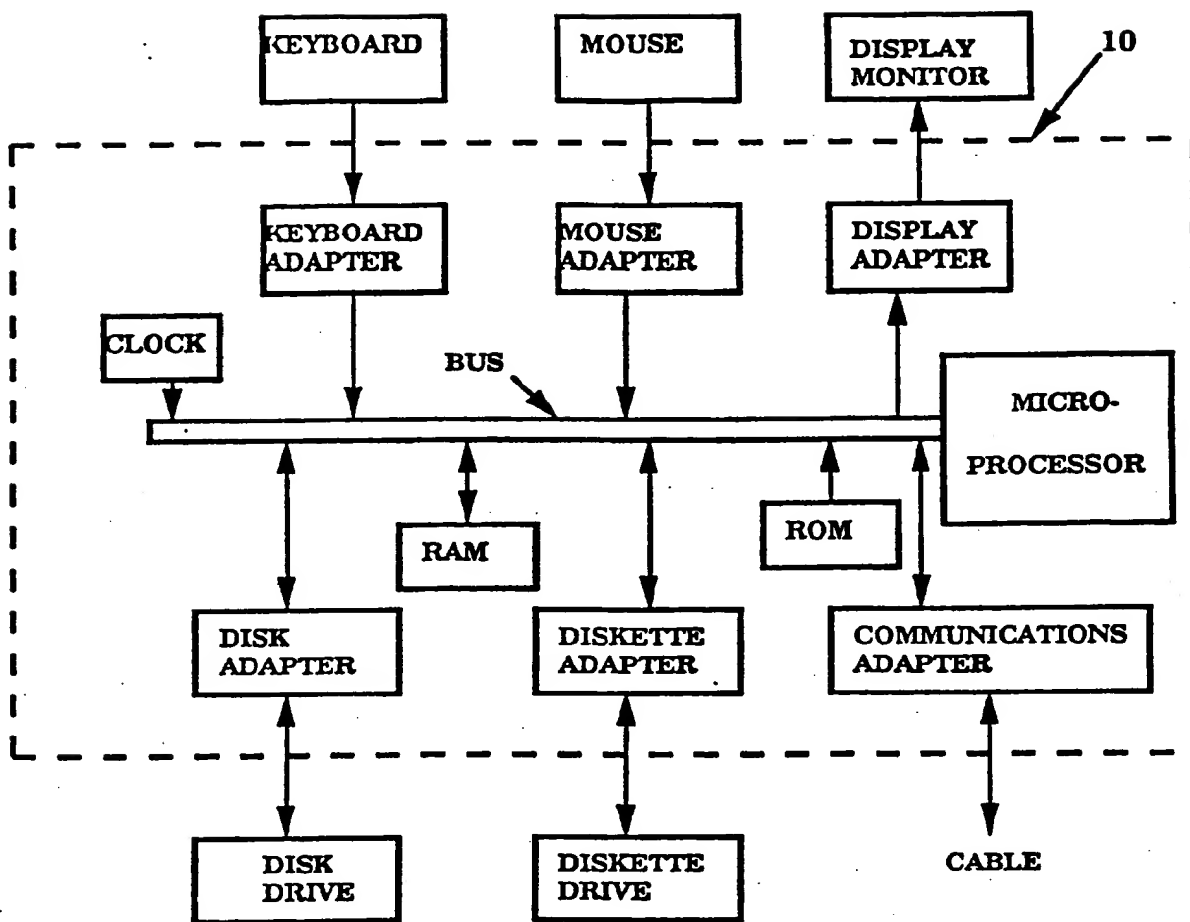 KEYBOARD
MOUSE
DISPLAY
MONITOR
10
KEYBOARD
ADAPTER
MOUSE
ADAPTER
DISPLAY
ADAPTER
CLOCK
BUS
MICRO-
PROCESSOR
RAM
ROM
DISK
ADAPTER
DISKETTE
ADAPTER
COMMUNICATIONS
ADAPTER
DISK
DRIVE
DISKETTE
DRIVE
CABLE